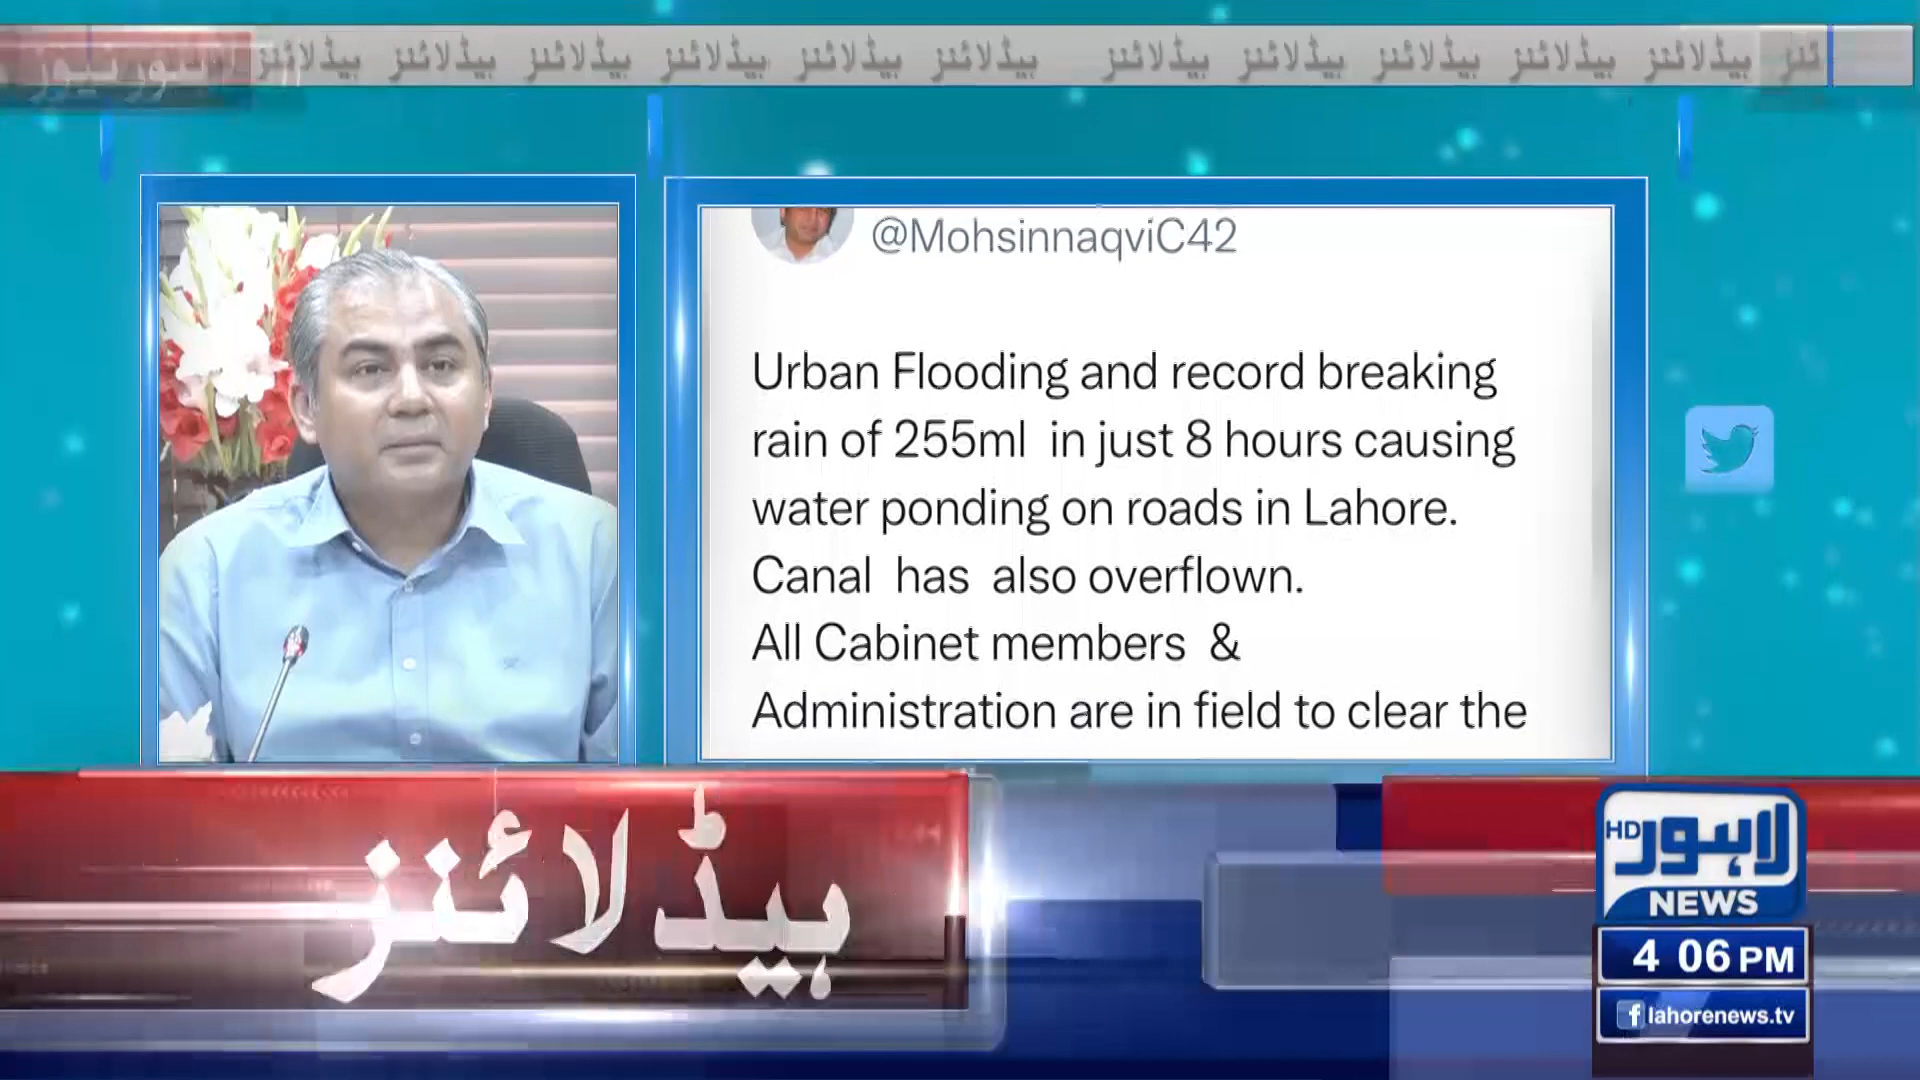 ہیڈلائنز ہیڈلائنز ہیڈلائنز ہیڈلائنز ہیڈلائنز ہیڈلائنز ہیڈلائنز ہیڈلائنز ہیڈلائنز ہیڈلائنز ہیڈلائنز
@MohsinnaqviC42
Urban Flooding and record breaking
rain of 255ml in just 8 hours causing
water ponding on roads in Lahore.
Canal has also overflown.
All Cabinet members &
Administration are in field to clear the
ہیڈلائنز
لاہور HD
NEWS
4 06 PM
lahorenews.tv